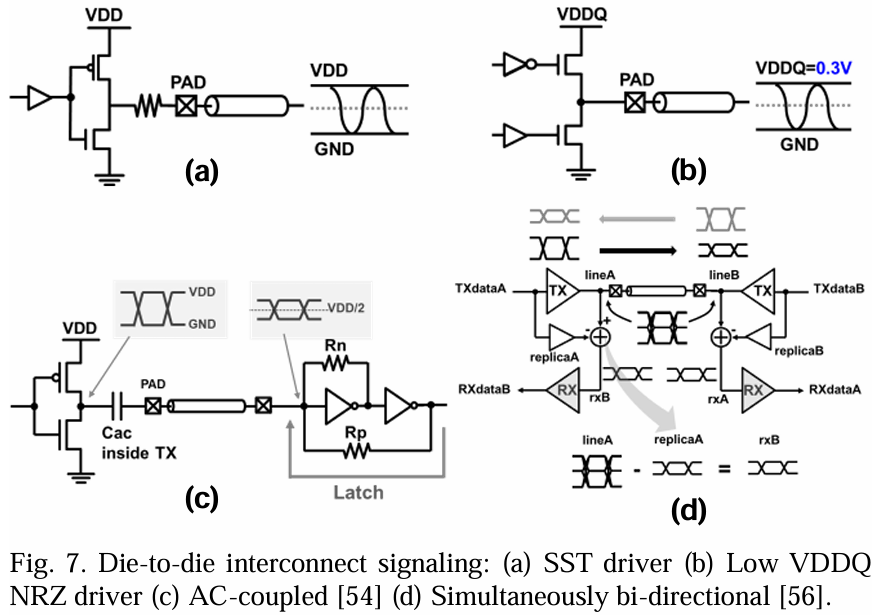 VDD
PAD
VDD
GND
(a)
VDDQ
PAD
VDDQ=0.3V
GND
(b)
VDD
GND
VDD/2
VDD
PAD
Rn
Rp
Cac
inside TX
Latch
(c)
lineA
lineB
TXdataA
TX
TX
TXdataB
+
-
-
replicaA
replicaB
RXdataB
RX
rxB
rxA
RX
RXdataA
lineA
replicaA
rxB
-
=
(d)
Fig. 7. Die-to-die interconnect signaling: (a) SST driver (b) Low VDDQ
NRZ driver (c) AC-coupled [54] (d) Simultaneously bi-directional [56].